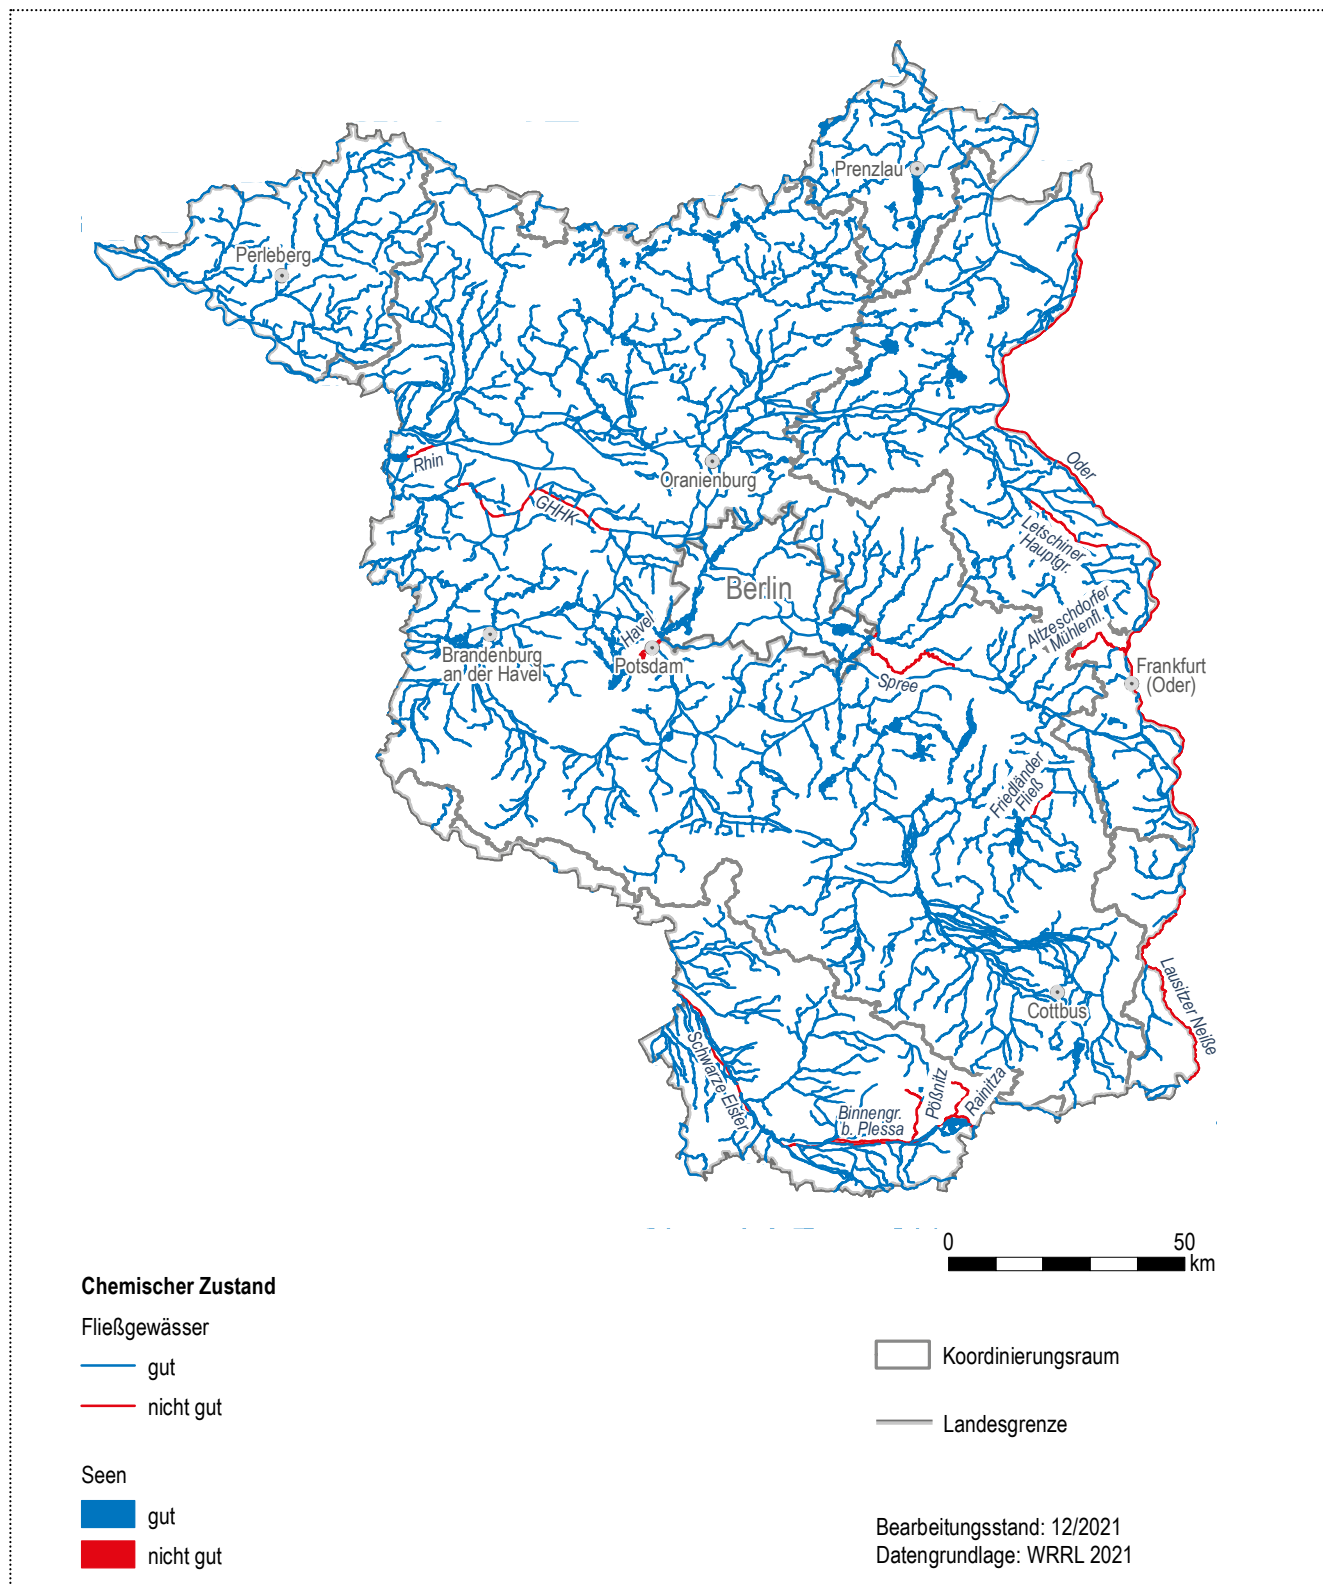 Prenzlau
Perleberg
Oder
Rhin
Oranienburg
GHHK
Letschiner
Hauptgr.
Berlin
Altzeschdorfer
Mühlenfl.
Havel
Brandenburg
an der Havel
Potsdam
Frankfurt
(Oder)
Spree
Friedländer
Fließ
Lausitzer Neiße
Cottbus
Schwarze Elster
Pößnitz
Rainitza
Binnengr.
b. Plessa
0 50
km
Chemischer Zustand
Fließgewässer
gut
nicht gut
Koordinierungsraum
Landesgrenze
Seen
gut
nicht gut
Bearbeitungsstand: 12/2021
Datengrundlage: WRRL 2021